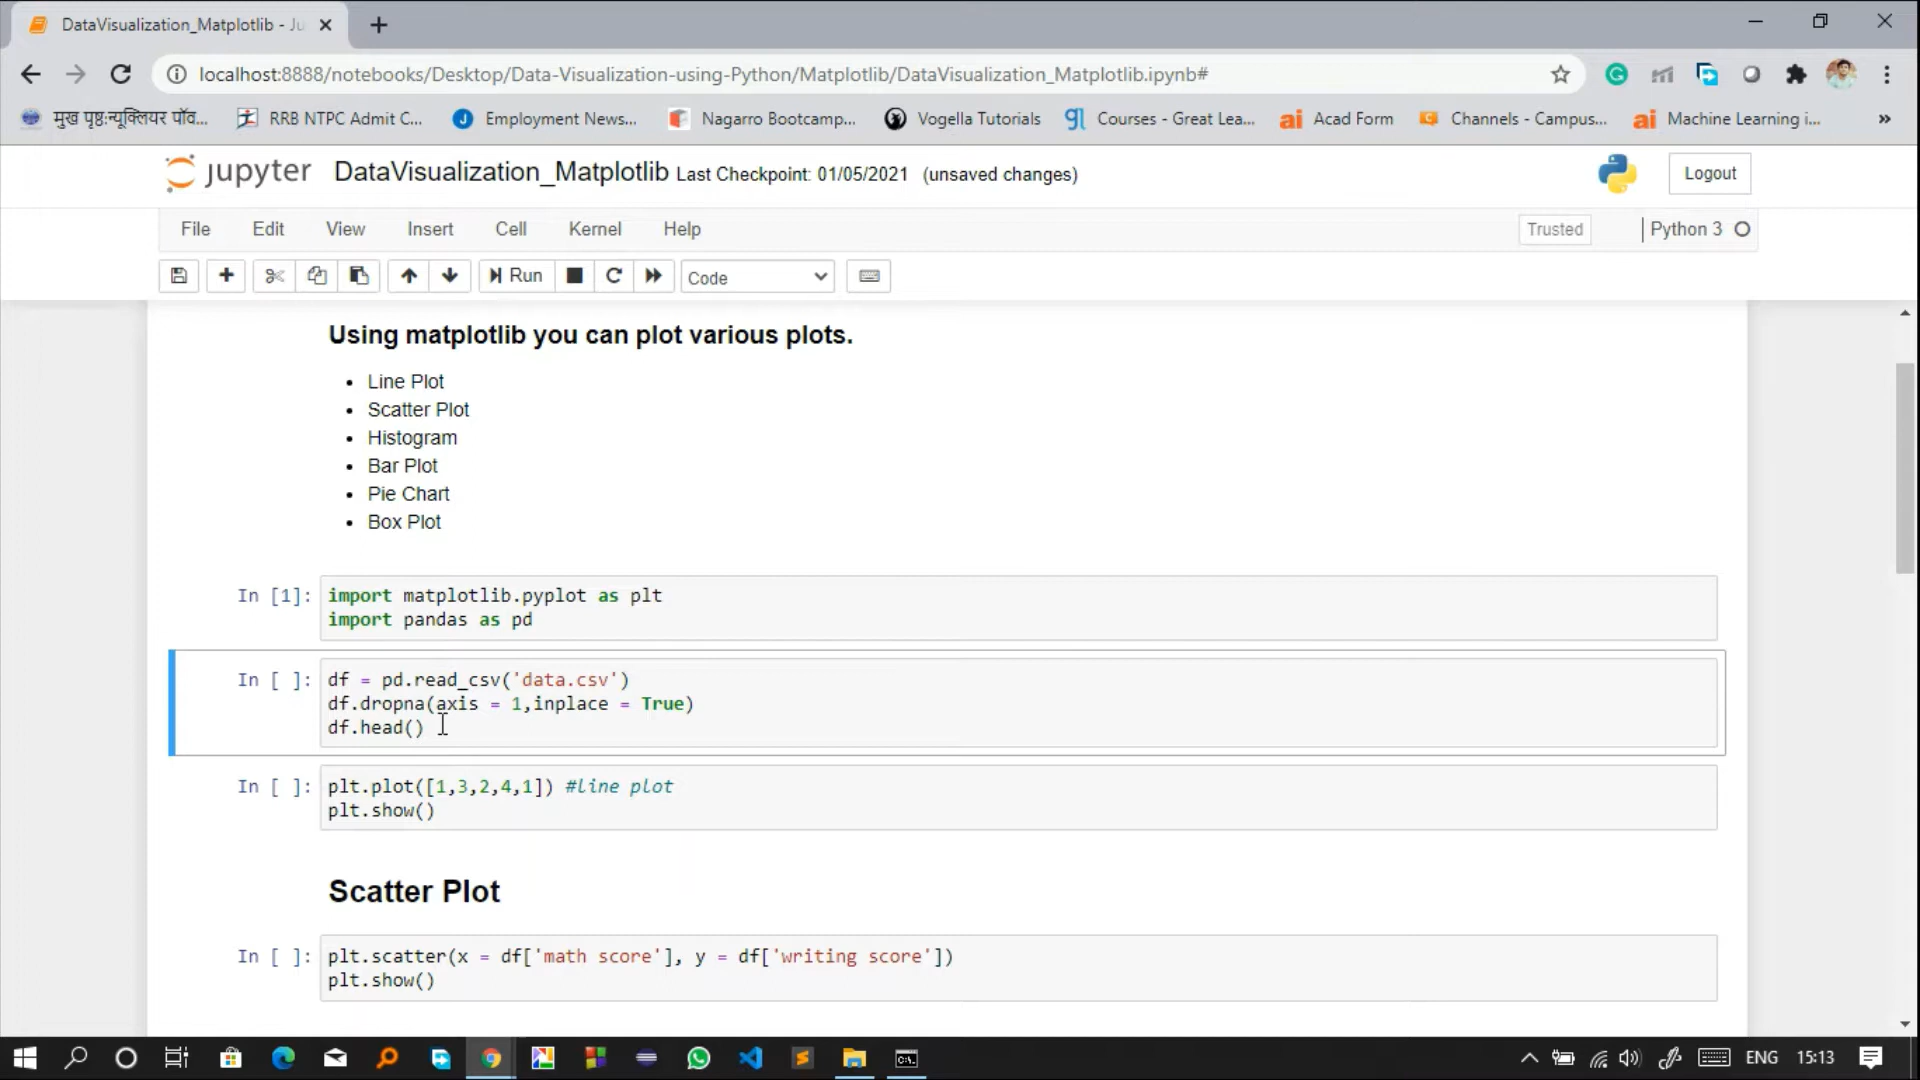 DataVisualization_Matplotlib - Ju
localhost:8888/notebooks/Desktop/Data-Visualization-using-Python/Matplotlib/DataVisualization_Matplotlib.ipynb#
मुख पृष्ठ:न्यूक्लियर पॉव... RRB NTPC Admit C... Employment News... Nagarro Bootcamp... Vogella Tutorials Courses - Great Lea... Acad Form Channels - Campus... Machine Learning i... »
jupyter DataVisualization_Matplotlib Last Checkpoint: 01/05/2021 (unsaved changes) Logout
File Edit View Insert Cell Kernel Help Trusted Python 3
Run Code
Using matplotlib you can plot various plots.
• Line Plot
• Scatter Plot
• Histogram
• Bar Plot
• Pie Chart
• Box Plot
In [1]: import matplotlib.pyplot as plt
import pandas as pd
In [ ]: df = pd.read_csv('data.csv')
df.dropna(axis = 1,inplace = True)
df.head()
In [ ]: plt.plot([1,3,2,4,1]) #line plot
plt.show()
Scatter Plot
In [ ]: plt.scatter(x = df['math score'], y = df['writing score'])
plt.show()
ENG 15:13